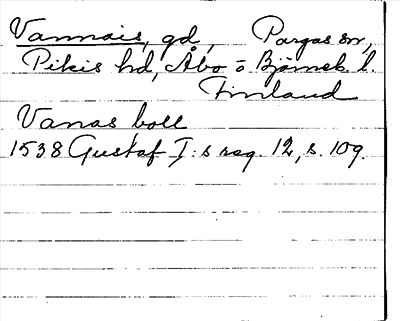 Vannais, gd, Pargas sn,
Pikis hd, Åbo o Björneb. l.
Finland
Vanas boll
1538 Gustaf I:s reg. 12, s. 109.